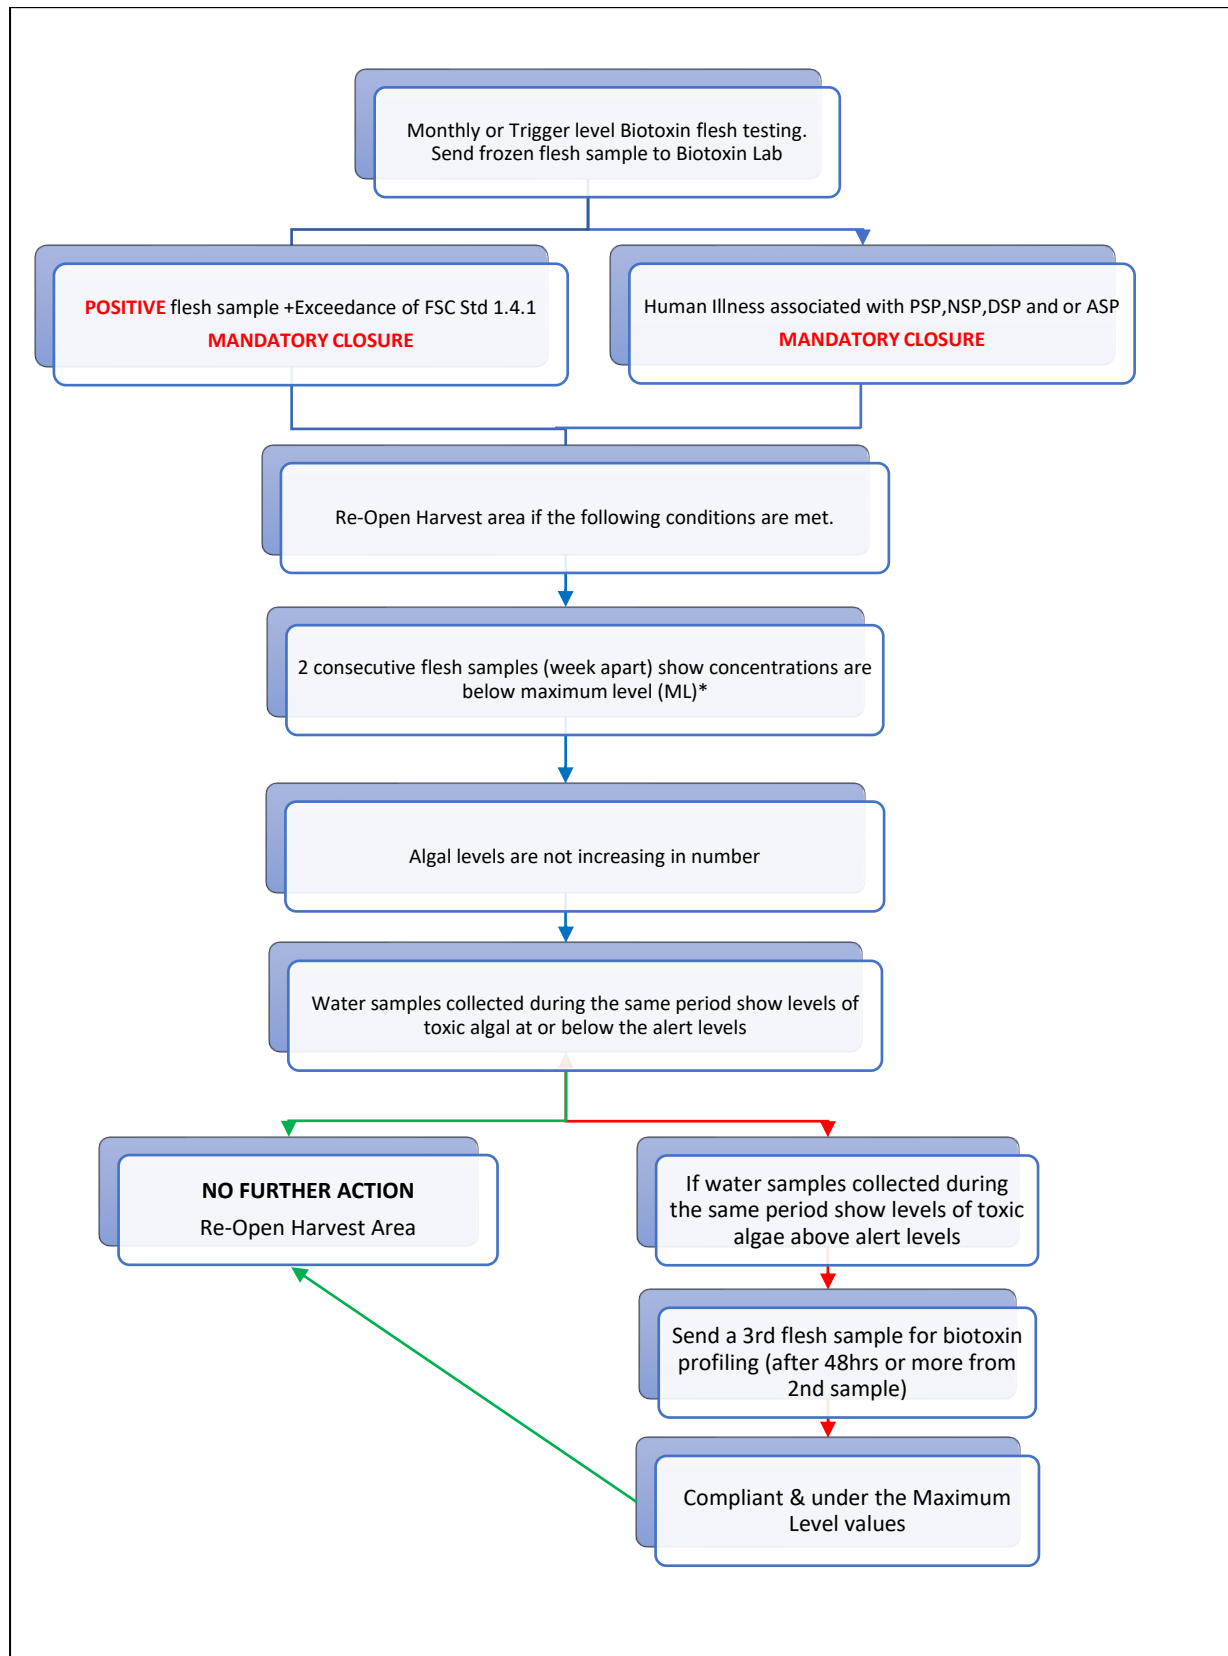 Monthly or Trigger level Biotoxin flesh testing.
Send frozen flesh sample to Biotoxin Lab
POSITIVE flesh sample +Exceedance of FSC Std 1.4.1
MANDATORY CLOSURE
Human Illness associated with PSP,NSP,DSP and or ASP
MANDATORY CLOSURE
Re-Open Harvest area if the following conditions are met.
2 consecutive flesh samples (week apart) show concentrations are
below maximum level (ML)*
Algal levels are not increasing in number
Water samples collected during the same period show levels of
toxic algal at or below the alert levels
NO FURTHER ACTION
Re-Open Harvest Area
If water samples collected during
the same period show levels of toxic
algae above alert levels
Send a 3rd flesh sample for biotoxin
profiling (after 48hrs or more from
2nd sample)
Compliant & under the Maximum
Level values